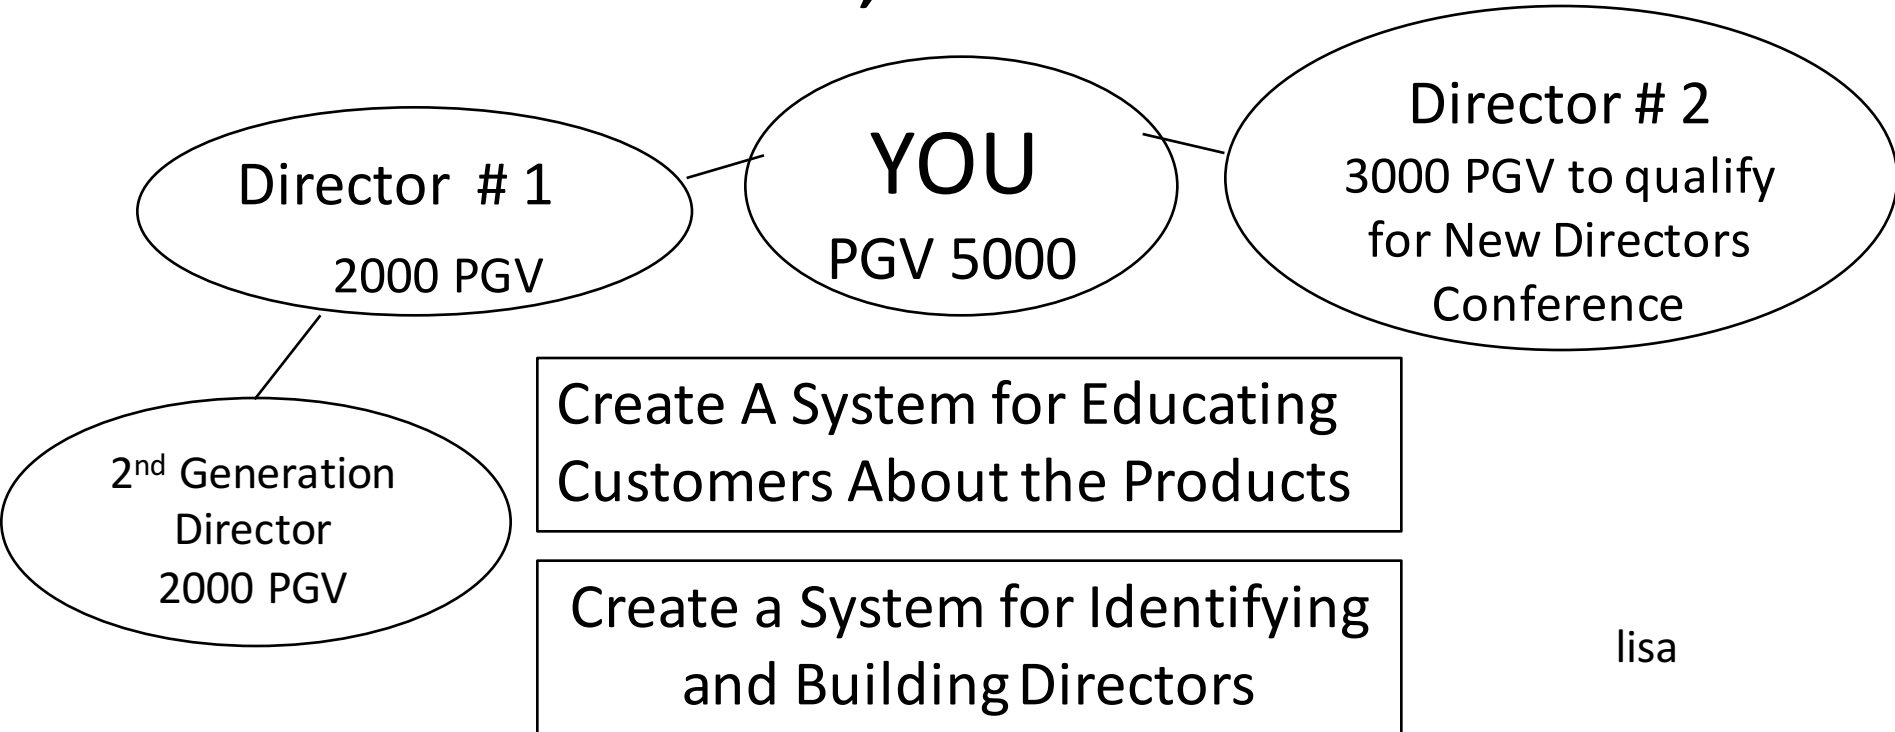 YOU
PGV 5000
Director # 1
2000 PGV
Director # 2
3000 PGV to qualify
for New Directors
Conference
2nd Generation
Director
2000 PGV
Create A System for Educating
Customers About the Products
Create a System for Identifying
and Building Directors
lisa